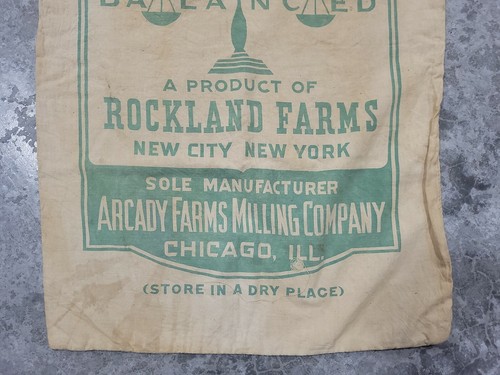 BALANCED
A PRODUCT OF
ROCKLAND FARMS
NEW CITY NEW YORK
SOLE MANUFACTURER
ARCADY FARMS MILLING COMPANY
CHICAGO, ILL.
(STORE IN A DRY PLACE)